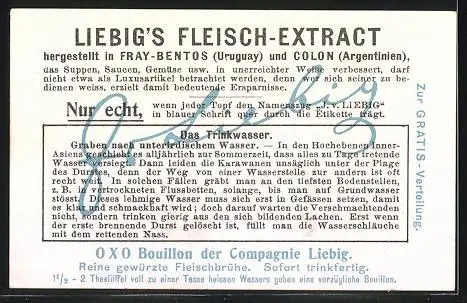 LIEBIG'S FLEISCH-EXTRACT
hergestellt in FRAY-BENTOS (Uruguay) und COLON (Argentinien),
das Suppen, Saucen, Gemüse usw. in unerreichter Weise verbessert, darf
nicht etwa als Luxusartikel betrachtet werden, denn wer sich seiner zu be-
dienen weiss, erzielt damit bedeutende Ersparnisse.
Nur echt,
wenn jeder Topf den Namenszug "J. v. LIEBIG"
in blauer Schrift quer durch die Etikette trägt.
Das Trinkwasser.
Graben nach unterirdischem Wasser. — In den Hochebenen Inner-
Asiens geschieht es alljährlich zur Sommerszeit, dass alles zu Tage tretende
Wasser versiegt. Dann leiden die Karawanen unsäglich unter der Plage
des Durstes, denn der Weg von einer Wasserstelle zur andern ist oft
recht weit. In solchen Fällen gräbt man an den tiefsten Bodenstellen,
z. B. in vertrockneten Flussbetten, solange, bis man auf Grundwasser
stösst. Dieses lehmige Wasser muss sich erst in Gefässen setzen, damit
es klar und schmackhaft wird; doch darauf warten die Verschmachtenden
nicht, sondern trinken gierig aus den sich bildenden Lachen. Erst wenn
der erste brennende Durst gelöscht ist, füllt man die Wasserschläuche
mit dem rettenden Nass.
J v Liebig
Zur GRATIS-Verteilung.
OXO Bouillon der Compagnie Liebig.
Reine gewürzte Fleischbrühe. Sofort trinkfertig.
1½ - 2 Theelöffel voll zu einer Tasse heissen Wassers geben eine vorzügliche Bouillon.